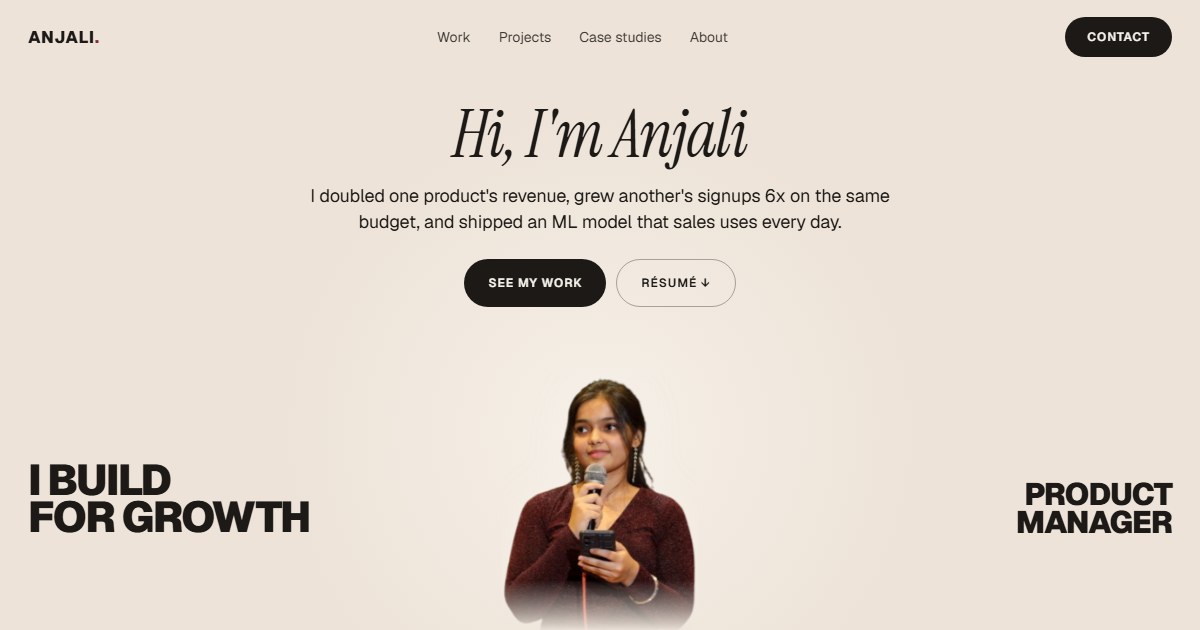 ANJALI.
Work
Projects
Case studies
About
CONTACT
Hi, I'm Anjali
I doubled one product's revenue, grew another's signups 6x on the same
budget, and shipped an ML model that sales uses every day.
SEE MY WORK
RÉSUMÉ ↓
I BUILD
FOR GROWTH
PRODUCT
MANAGER